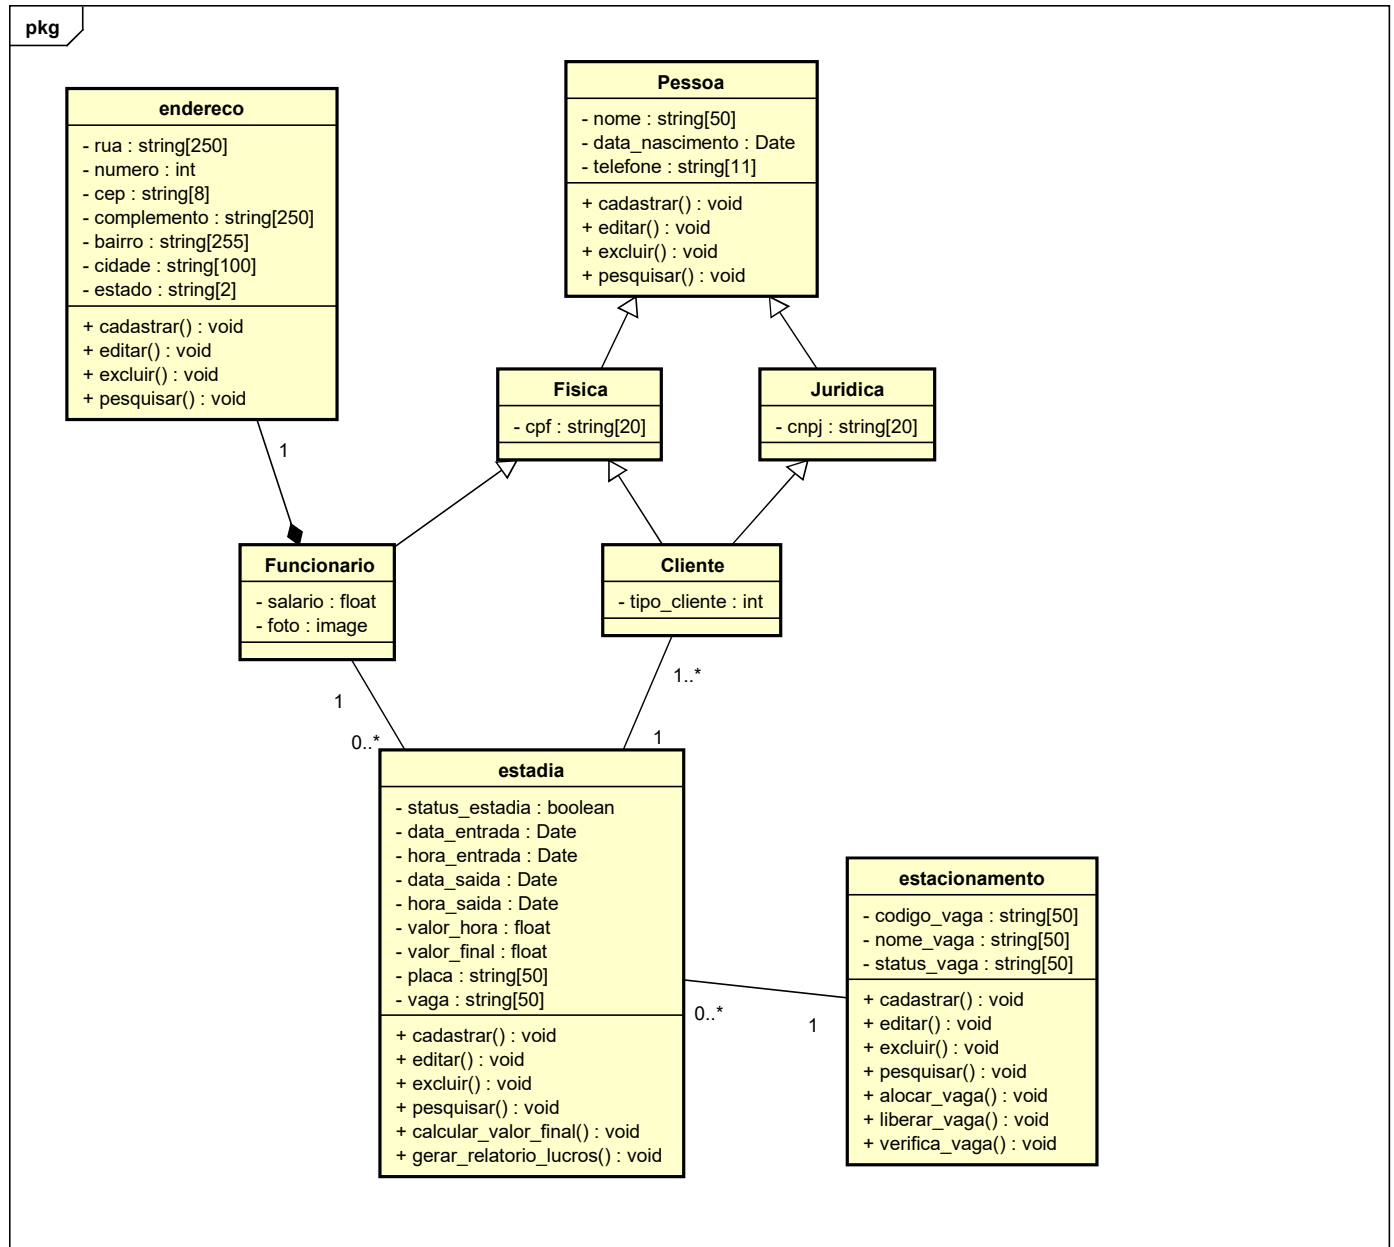 pkg
endereco
- rua : string[250]
- numero : int
- cep : string[8]
- complemento : string[250]
- bairro : string[255]
- cidade : string[100]
- estado : string[2]
+ cadastrar() : void
+ editar() : void
+ excluir() : void
+ pesquisar() : void
Pessoa
- nome : string[50]
- data_nascimento : Date
- telefone : string[11]
+ cadastrar() : void
+ editar() : void
+ excluir() : void
+ pesquisar() : void
Fisica
- cpf : string[20]
Juridica
- cnpj : string[20]
1
Funcionario
- salario : float
- foto : image
Cliente
- tipo_cliente : int
1
0..*
1..*
1
estadia
- status_estadia : boolean
- data_entrada : Date
- hora_entrada : Date
- data_saida : Date
- hora_saida : Date
- valor_hora : float
- valor_final : float
- placa : string[50]
- vaga : string[50]
+ cadastrar() : void
+ editar() : void
+ excluir() : void
+ pesquisar() : void
+ calcular_valor_final() : void
+ gerar_relatorio_lucros() : void
0..*
1
estacionamento
- codigo_vaga : string[50]
- nome_vaga : string[50]
- status_vaga : string[50]
+ cadastrar() : void
+ editar() : void
+ excluir() : void
+ pesquisar() : void
+ alocar_vaga() : void
+ liberar_vaga() : void
+ verifica_vaga() : void